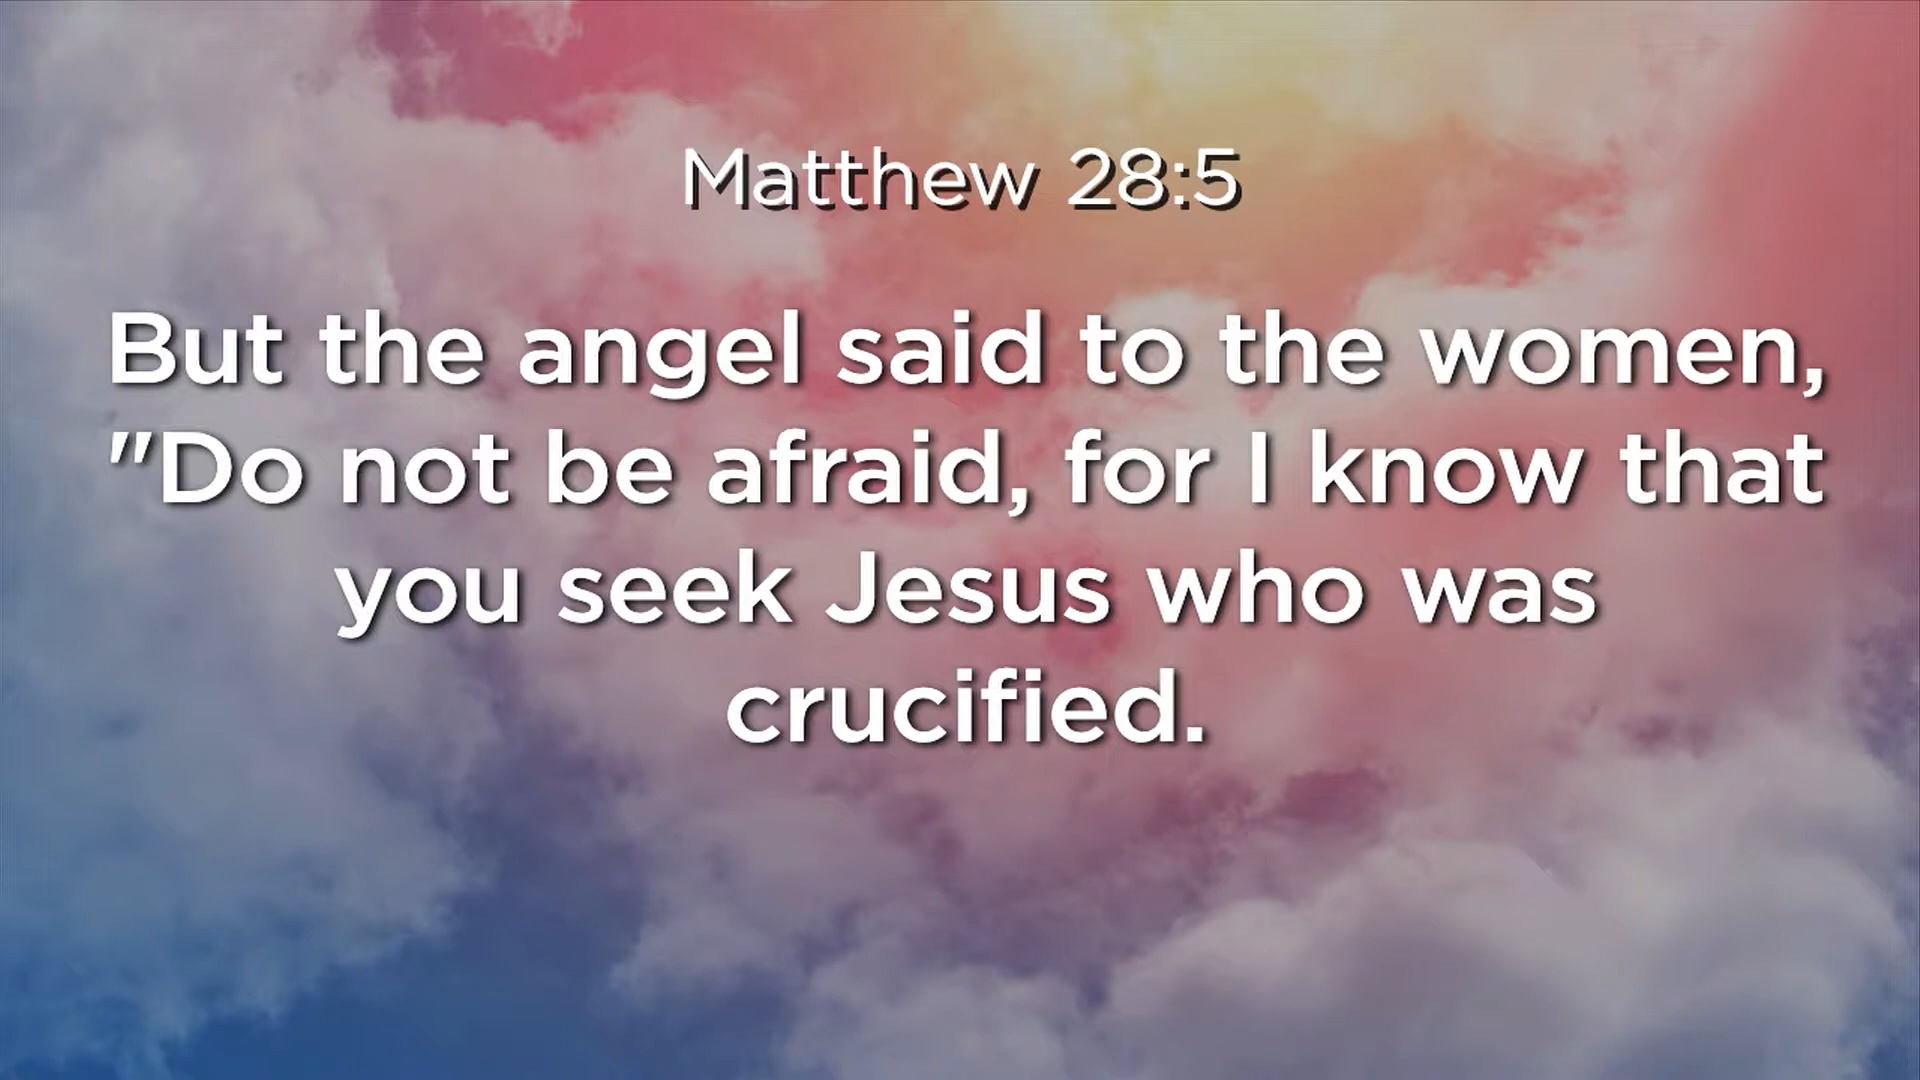 Matthew 28:5
But the angel said to the women,
"Do not be afraid, for I know that
you seek Jesus who was
crucified.